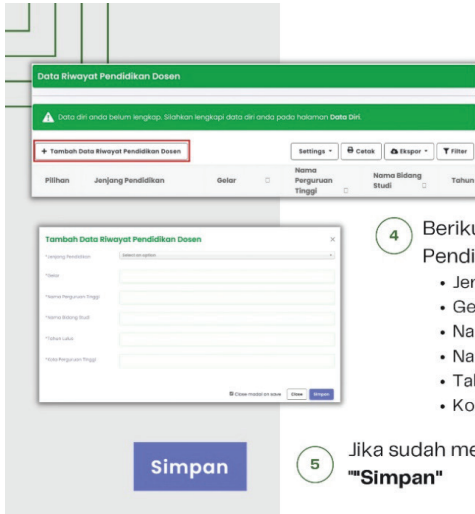 Data Riwayat Pendidikan Dosen
Data diri anda belum lengkap. Silahkan lengkapi data diri anda pada halaman Data Diri.
+ Tambah Data Riwayat Pendidikan Dosen
Settings
Cetak
Ekspor
Filter
Pilihan
Jenjang Pendidikan
Gelar
Nama Perguruan Tinggi
Nama Bidang Studi
Tahun
Tambah Data Riwayat Pendidikan Dosen
×
*Jenjang Pendidikan
Select an option
*Gelar
*Nama Perguruan Tinggi
*Nama Bidang Studi
*Tahun Lulus
*Kota Perguruan Tinggi
Close modal on save
Close
Simpan
4
Beriku
Pendi
• Jer
• Ge
• Na
• Na
• Ta
• Ko
Simpan
5
Jika sudah me
""Simpan"